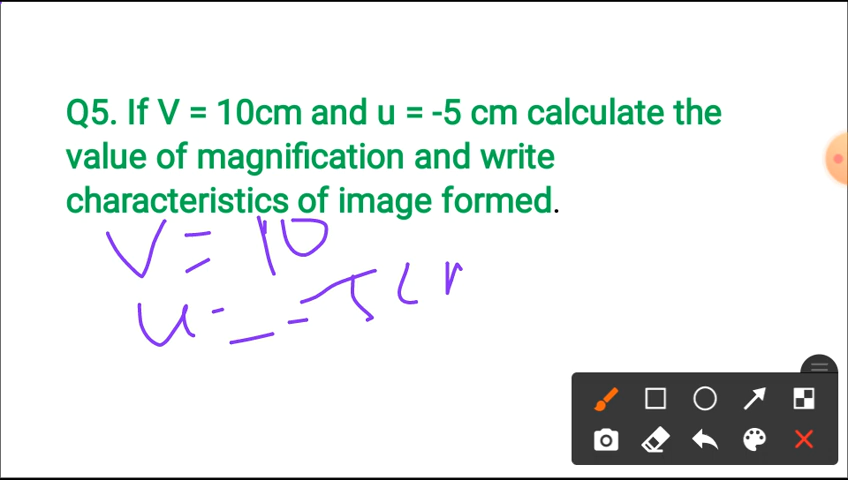 Q5. If V = 10cm and u = -5 cm calculate the
value of magnification and write
characteristics of image formed.
V = 10
u = - 5 c